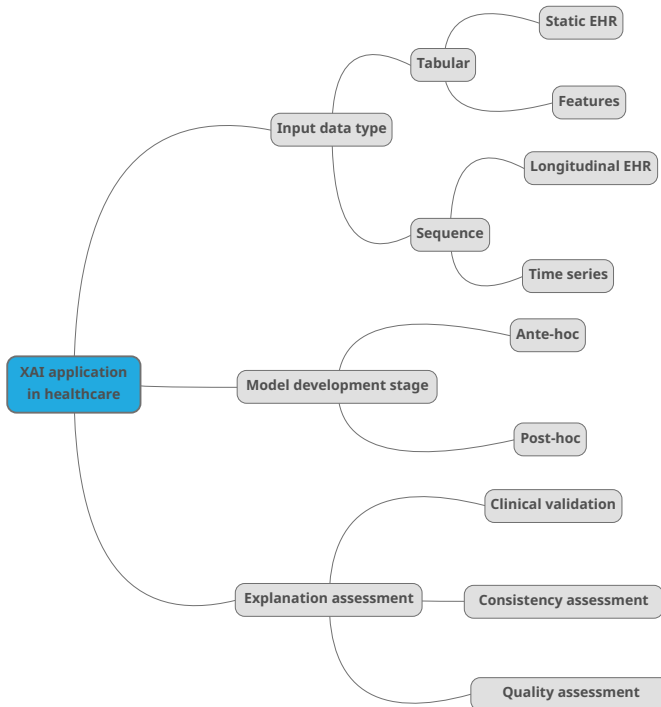 Static EHR
Tabular
Features
Input data type
Longitudinal EHR
Sequence
Time series
Ante-hoc
XAI application
in healthcare
Model development stage
Post-hoc
Clinical validation
Explanation assessment
Consistency assessment
Quality assessment